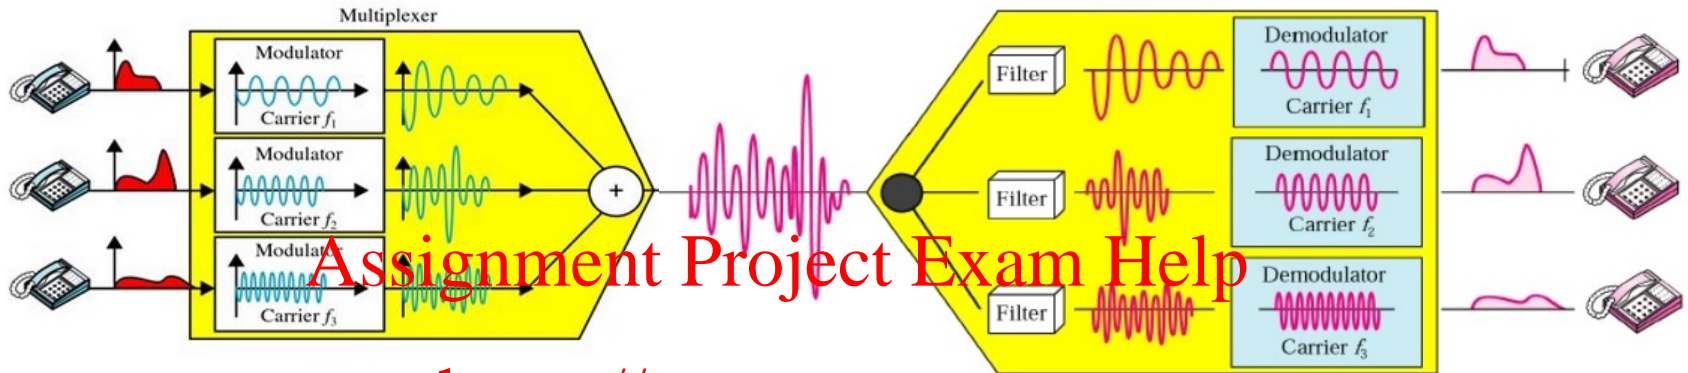 Multiplexer
Modulator
Carrier f1
Modulator
Carrier f2
Modulator
Carrier f3
+
Filter
Demodulator
Carrier f1
Filter
Demodulator
Carrier f2
Filter
Demodulator
Carrier f3
Assignment Project Exam Help